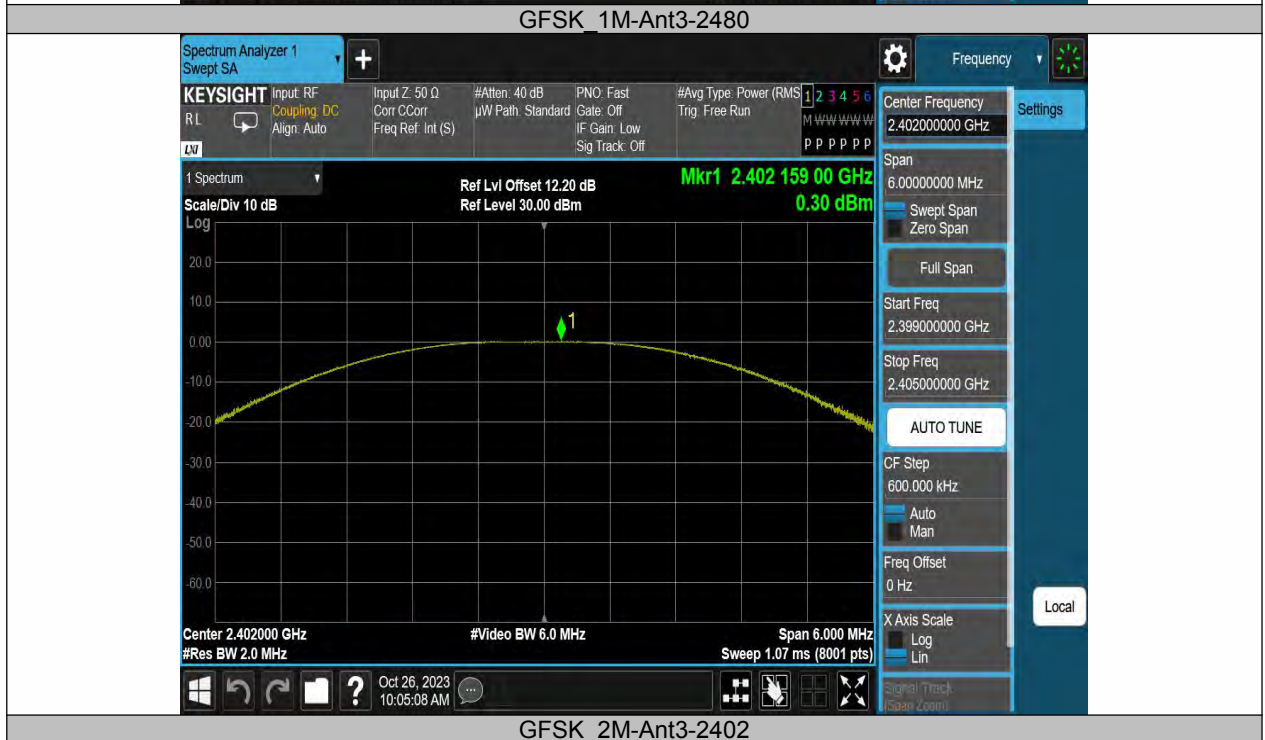 GFSK_1M-Ant3-2480
Spectrum Analyzer 1
Swept SA
Frequency
KEYSIGHT
RL
LXI
Input: RF
Coupling: DC
Align: Auto
Input Z: 50 Ω
Corr CCorr
Freq Ref: Int (S)
#Atten: 40 dB
µW Path: Standard
PNO: Fast
Gate: Off
IF Gain: Low
Sig Track: Off
#Avg Type: Power (RMS
Trig: Free Run
1 2 3 4 5 6
M W W W W W
P P P P P P
Center Frequency
2.402000000 GHz
Settings
Span
6.00000000 MHz
Swept Span
Zero Span
Full Span
Start Freq
2.399000000 GHz
Stop Freq
2.405000000 GHz
AUTO TUNE
CF Step
600.000 kHz
Auto
Man
Freq Offset
0 Hz
X Axis Scale
Log
Lin
Signal Track
(Span Zoom)
Local
1 Spectrum
Scale/Div 10 dB
Log
Ref Lvl Offset 12.20 dB
Ref Level 30.00 dBm
Mkr1 2.402 159 00 GHz
0.30 dBm
20.0
10.0
1
0.00
-10.0
-20.0
-30.0
-40.0
-50.0
-60.0
Center 2.402000 GHz
#Video BW 6.0 MHz
Span 6.000 MHz
#Res BW 2.0 MHz
Sweep 1.07 ms (8001 pts)
?
Oct 26, 2023
10:05:08 AM
GFSK_2M-Ant3-2402